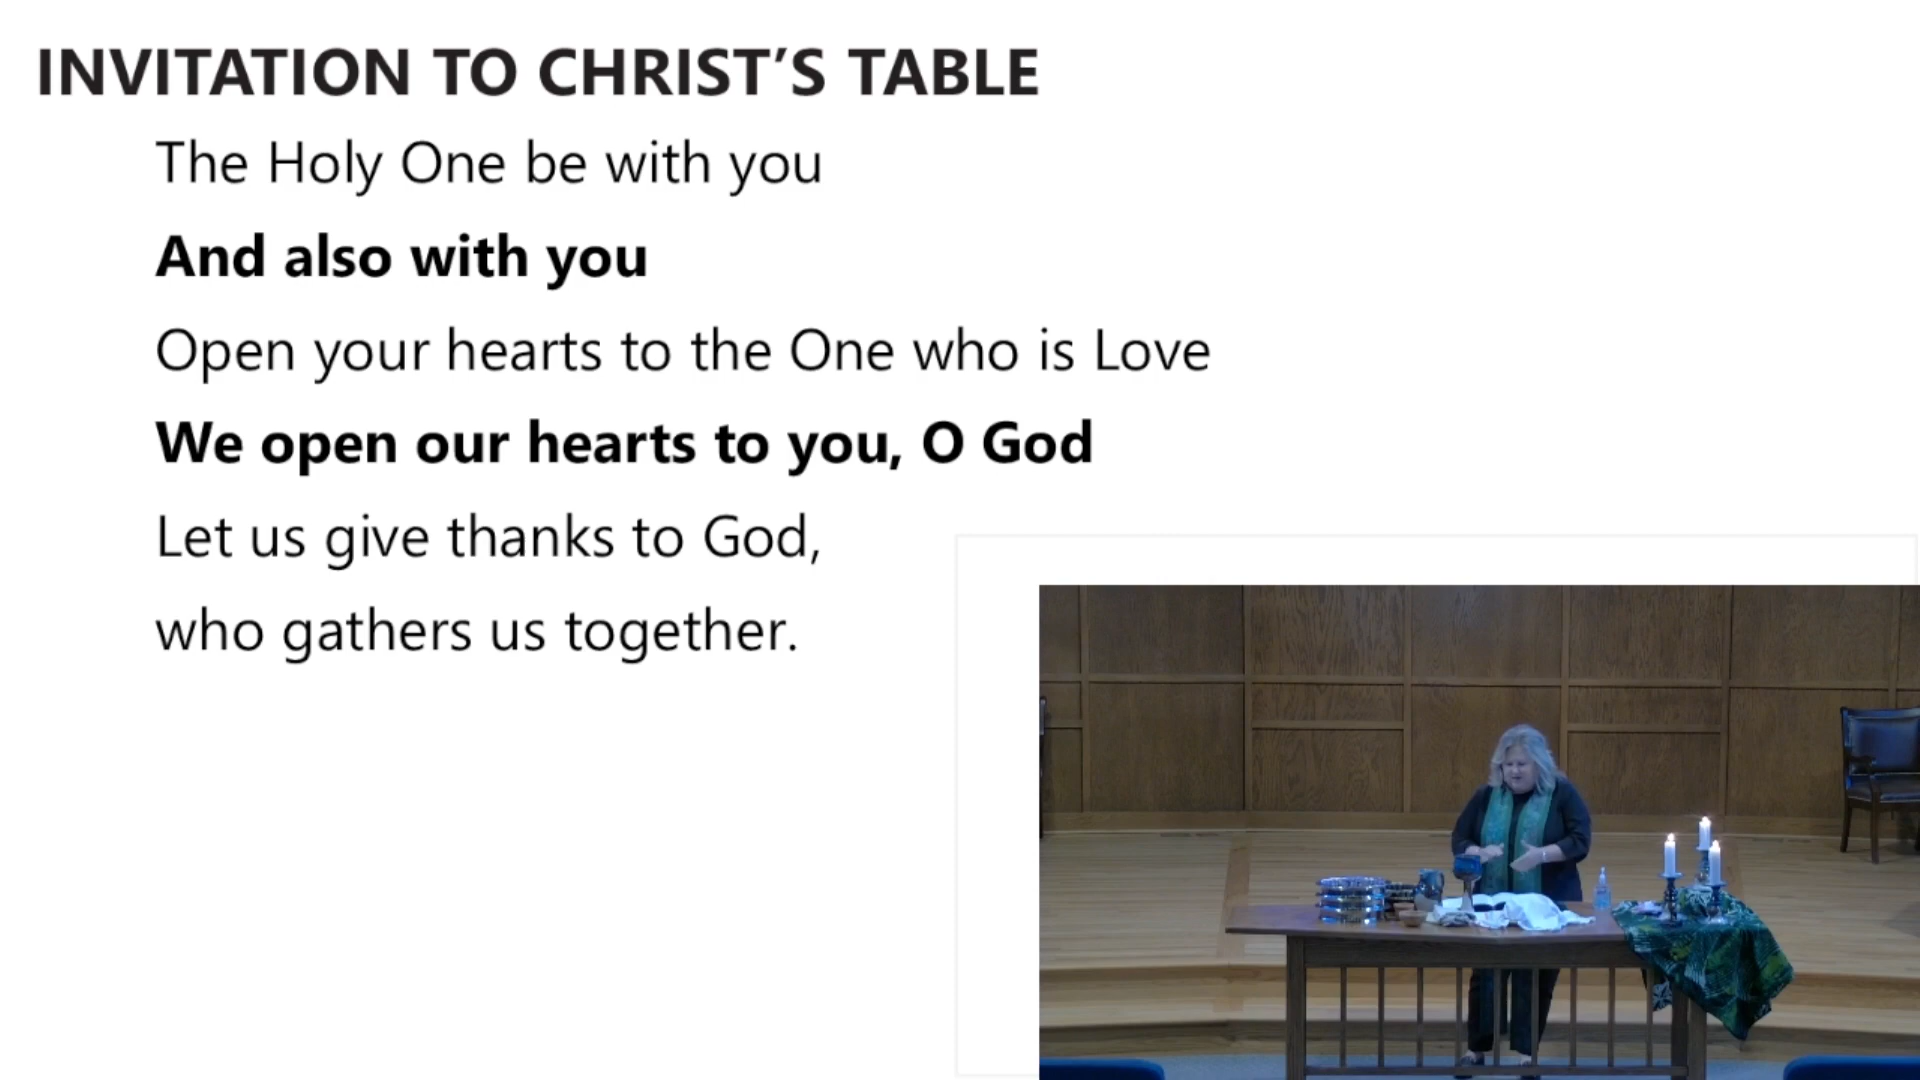 INVITATION TO CHRIST’S TABLE
The Holy One be with you
And also with you
Open your hearts to the One who is Love
We open our hearts to you, O God
Let us give thanks to God,
who gathers us together.